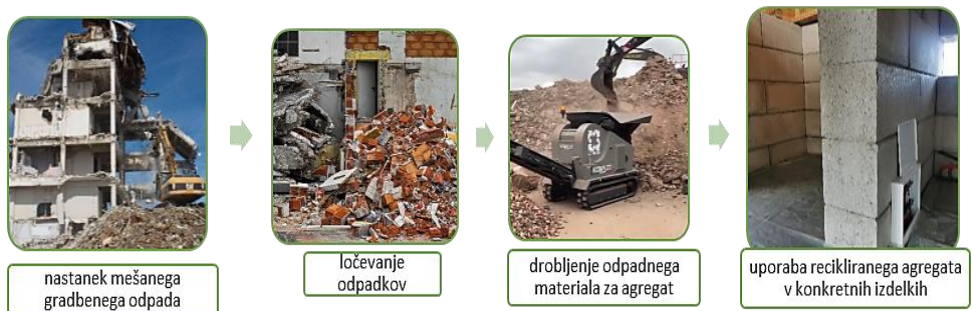 nastanek mešanega
gradbenega odpada
ločevanje
odpadkov
drobljenje odpadnega
materiala za agregat
uporaba recikliranega agregata
v konkretnih izdelkih